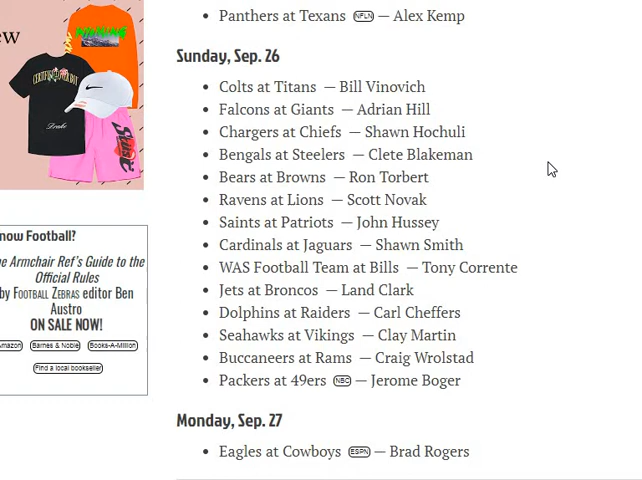 Panthers at Texans NFLN — Alex Kemp
Sunday, Sep. 26
Colts at Titans — Bill Vinovich
Falcons at Giants — Adrian Hill
Chargers at Chiefs — Shawn Hochuli
Bengals at Steelers — Clete Blakeman
Bears at Browns — Ron Torbert
Ravens at Lions — Scott Novak
Saints at Patriots — John Hussey
Cardinals at Jaguars — Shawn Smith
WAS Football Team at Bills — Tony Corrente
Jets at Broncos — Land Clark
Dolphins at Raiders — Carl Cheffers
Seahawks at Vikings — Clay Martin
Buccaneers at Rams — Craig Wrolstad
Packers at 49ers NBC — Jerome Boger
Monday, Sep. 27
Eagles at Cowboys ESPN — Brad Rogers
ew
now Football?
e Armchair Ref's Guide to the
Official Rules
by FOOTBALL ZEBRAS editor Ben
Austro
ON SALE NOW!
mazon Barnes & Noble Books-A-Million
Find a local bookseller